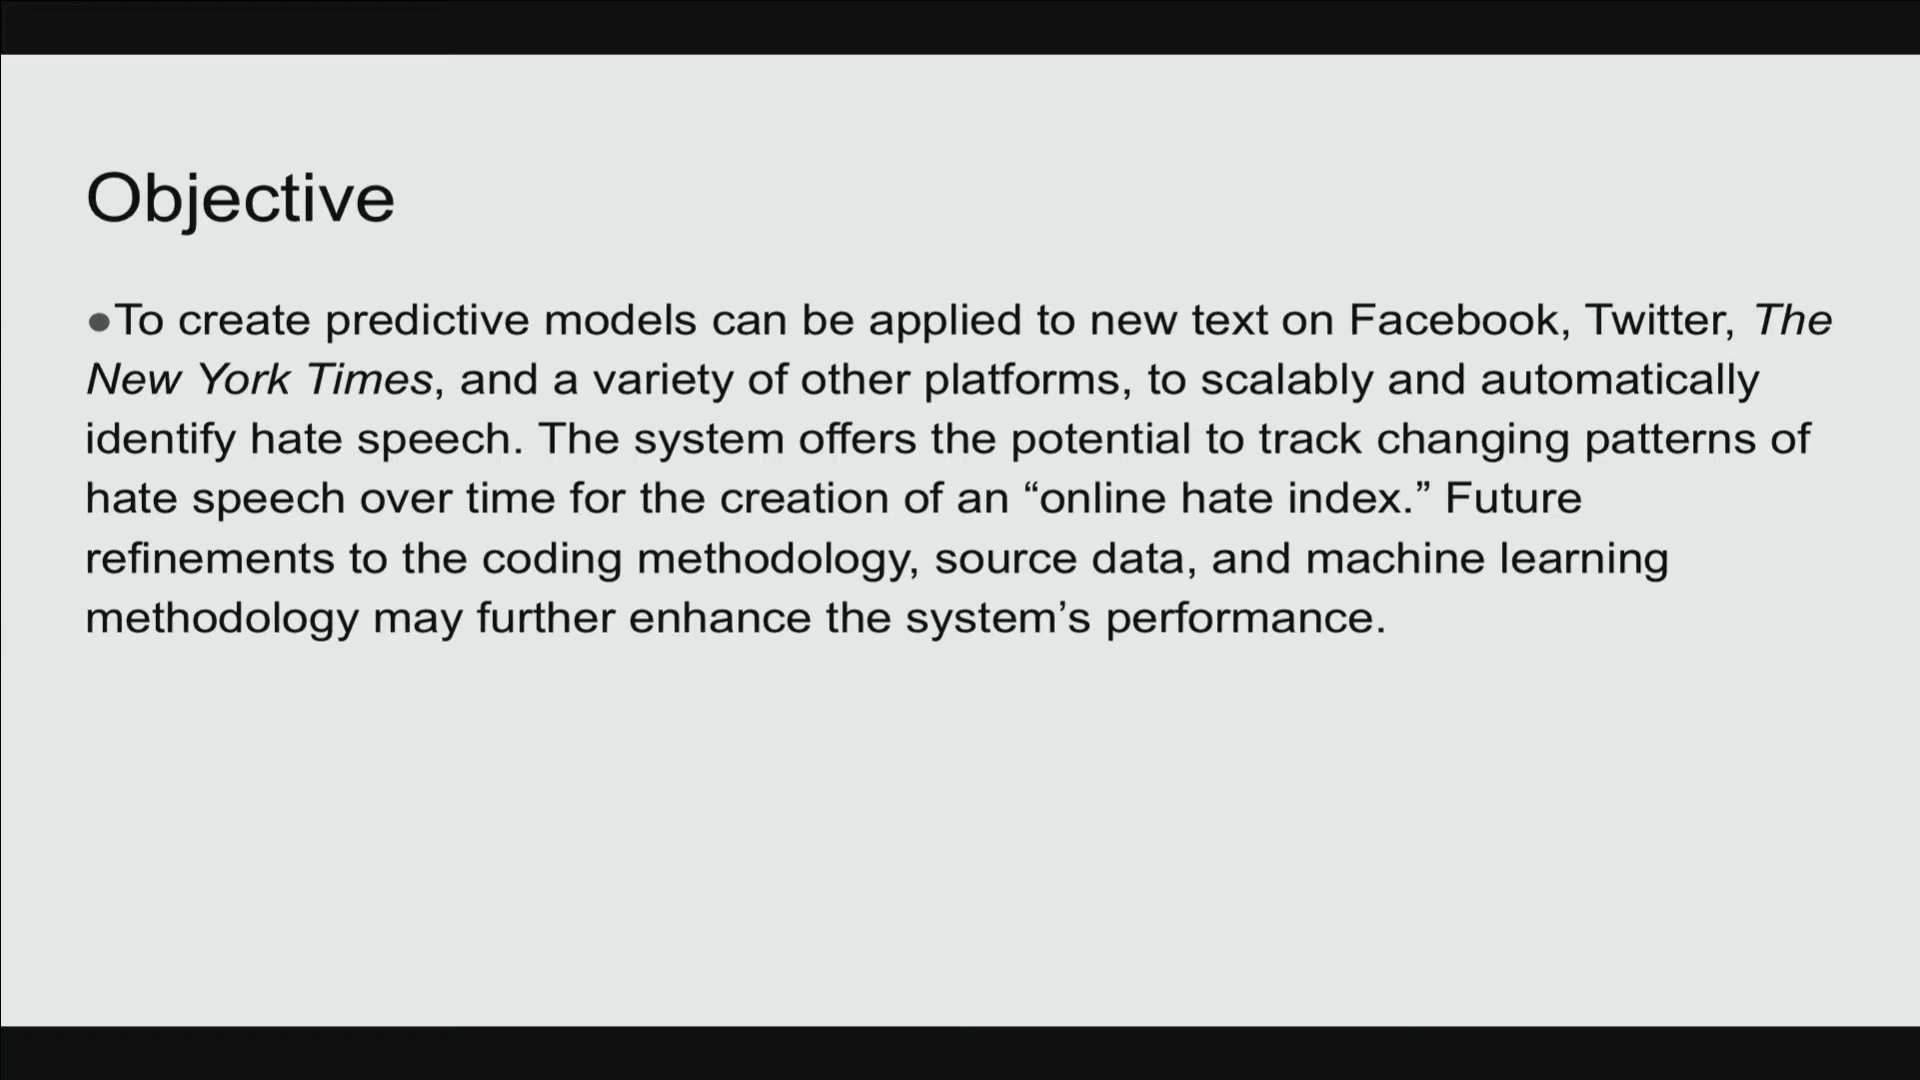 Objective
●To create predictive models can be applied to new text on Facebook, Twitter, The
New York Times, and a variety of other platforms, to scalably and automatically
identify hate speech. The system offers the potential to track changing patterns of
hate speech over time for the creation of an “online hate index.” Future
refinements to the coding methodology, source data, and machine learning
methodology may further enhance the system’s performance.